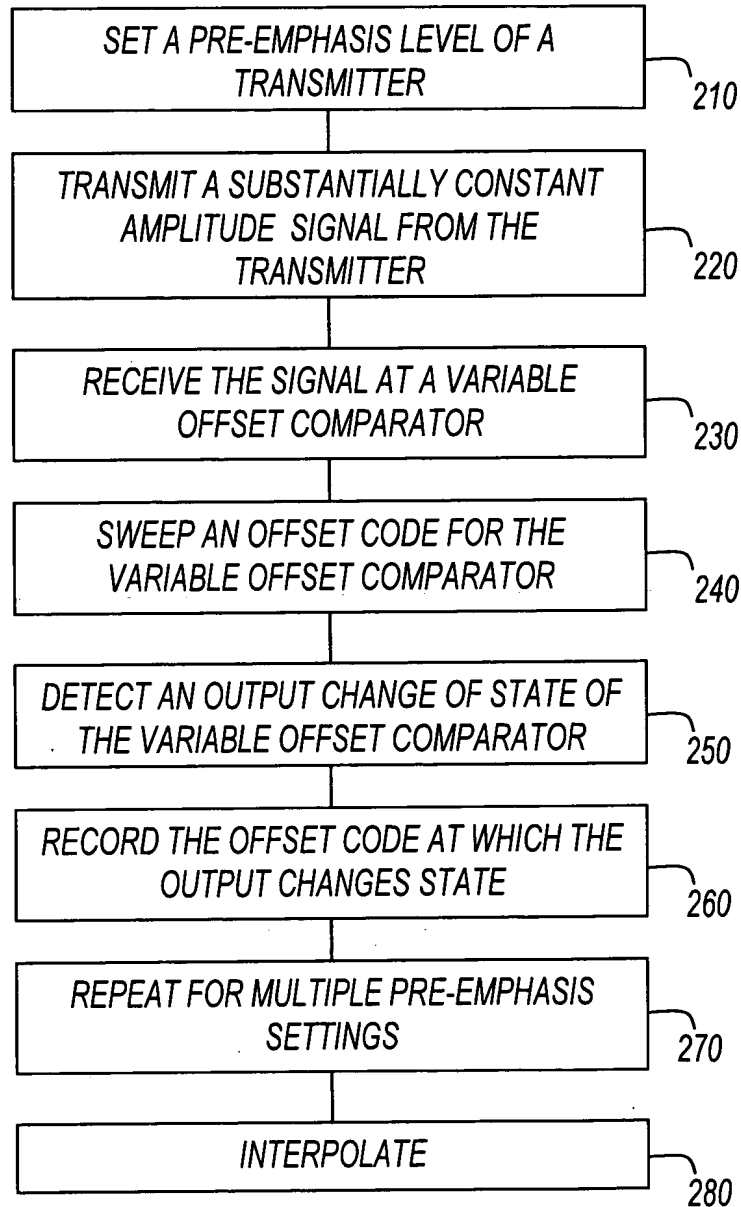 SET A PRE-EMPHASIS LEVEL OF A
TRANSMITTER
210
TRANSMIT A SUBSTANTIALLY CONSTANT
AMPLITUDE SIGNAL FROM THE
TRANSMITTER
220
RECEIVE THE SIGNAL AT A VARIABLE
OFFSET COMPARATOR
230
SWEEP AN OFFSET CODE FOR THE
VARIABLE OFFSET COMPARATOR
240
DETECT AN OUTPUT CHANGE OF STATE OF
THE VARIABLE OFFSET COMPARATOR
250
RECORD THE OFFSET CODE AT WHICH THE
OUTPUT CHANGES STATE
260
REPEAT FOR MULTIPLE PRE-EMPHASIS
SETTINGS
270
INTERPOLATE
280